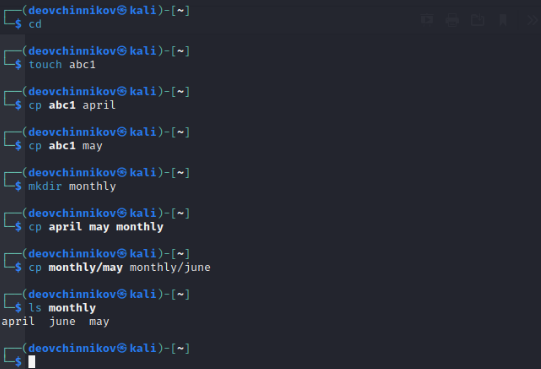 ┌──(deovchinnikov㉿kali)-[~]
└─$ cd
┌──(deovchinnikov㉿kali)-[~]
└─$ touch abc1
┌──(deovchinnikov㉿kali)-[~]
└─$ cp abc1 april
┌──(deovchinnikov㉿kali)-[~]
└─$ cp abc1 may
┌──(deovchinnikov㉿kali)-[~]
└─$ mkdir monthly
┌──(deovchinnikov㉿kali)-[~]
└─$ cp april may monthly
┌──(deovchinnikov㉿kali)-[~]
└─$ cp monthly/may monthly/june
┌──(deovchinnikov㉿kali)-[~]
└─$ ls monthly
april  june  may
┌──(deovchinnikov㉿kali)-[~]
└─$